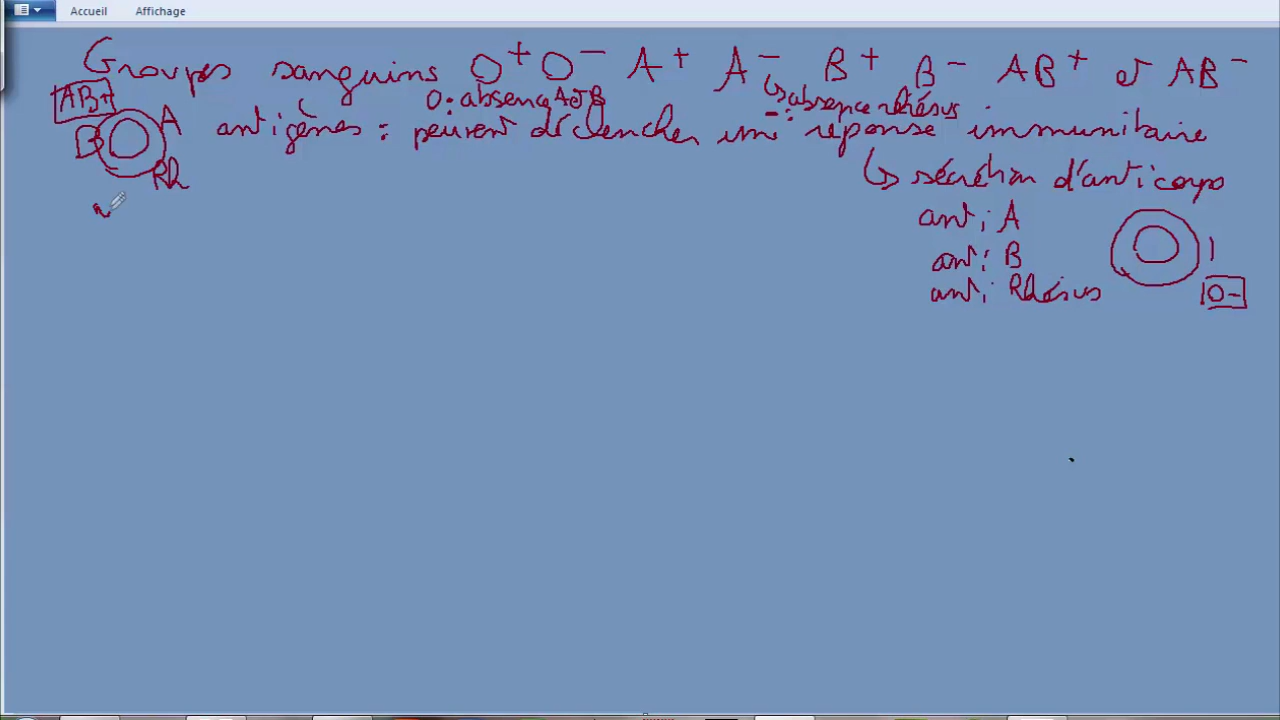 Accueil Affichage
Groupes sanguins O+ O- A+ A- B+ B- AB+ et AB-
AB+
O: absence A et B
↳ absence rhésus
-:
B A Rh
antigènes : peuvent déclencher une réponse immunitaire
↳ sécrétion d'anticorps
anti A
anti B
anti Rhésus
O-